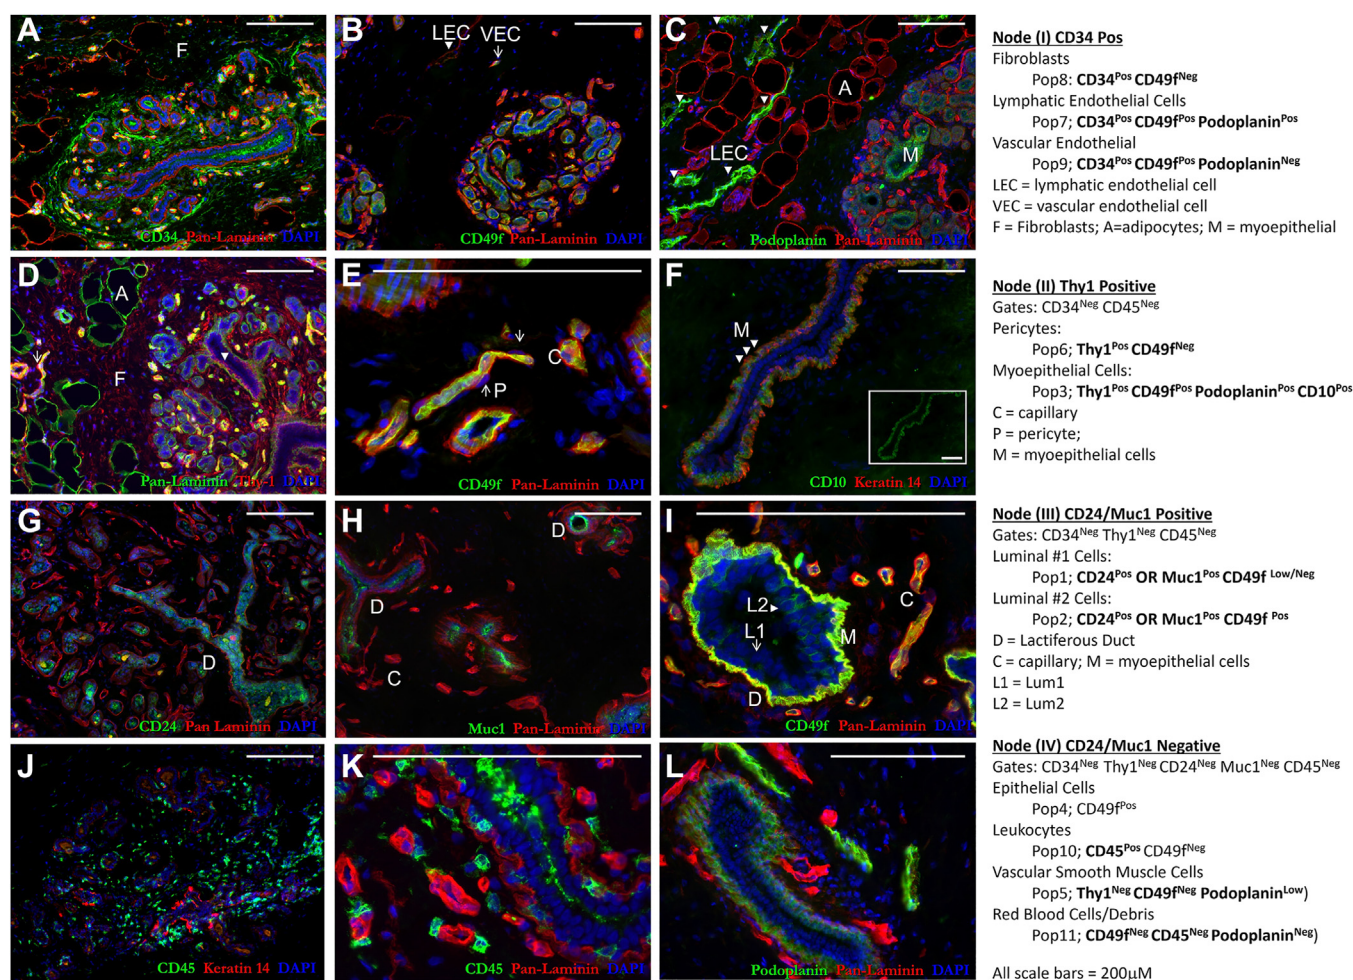 A
F
CD34 Pan-Laminin DAPI
B
LEC
VEC
CD49f Pan-Laminin DAPI
C
A
LEC
M
Podoplanin Pan-Laminin DAPI
D
A
F
Pan-Laminin Thy-1 DAPI
E
C
P
CD49f Pan-Laminin DAPI
F
M
CD10 Keratin 14 DAPI
G
D
CD24 Pan Laminin DAPI
H
D
D
C
Muc1 Pan-Laminin DAPI
I
L2
L1
C
M
D
CD49f Pan-Laminin DAPI
J
CD45 Keratin 14 DAPI
K
CD45 Pan-Laminin DAPI
L
Podoplanin Pan-Laminin DAPI
Node (I) CD34 Pos
Fibroblasts
Pop8: CD34Pos CD49fNeg
Lymphatic Endothelial Cells
Pop7; CD34Pos CD49fPos PodoplaninPos
Vascular Endothelial
Pop9; CD34Pos CD49fPos PodoplaninNeg
LEC = lymphatic endothelial cell
VEC = vascular endothelial cell
F = Fibroblasts; A=adipocytes; M = myoepithelial
Node (II) Thy1 Positive
Gates: CD34Neg CD45Neg
Pericytes:
Pop6; Thy1Pos CD49fNeg
Myoepithelial Cells:
Pop3; Thy1Pos CD49fPos PodoplaninPos CD10Pos
C = capillary
P = pericyte;
M = myoepithelial cells
Node (III) CD24/Muc1 Positive
Gates: CD34Neg Thy1Neg CD45Neg
Luminal #1 Cells:
Pop1; CD24Pos OR Muc1Pos CD49f Low/Neg
Luminal #2 Cells:
Pop2; CD24Pos OR Muc1Pos CD49f Pos
D = Lactiferous Duct
C = capillary; M = myoepithelial cells
L1 = Lum1
L2 = Lum2
Node (IV) CD24/Muc1 Negative
Gates: CD34Neg Thy1Neg CD24Neg Muc1Neg CD45Neg
Epithelial Cells
Pop4; CD49fPos
Leukocytes
Pop10; CD45Pos CD49fNeg
Vascular Smooth Muscle Cells
Pop5; Thy1Neg CD49fNeg PodoplaninLow)
Red Blood Cells/Debris
Pop11; CD49fNeg CD45Neg PodoplaninNeg)
All scale bars = 200μM